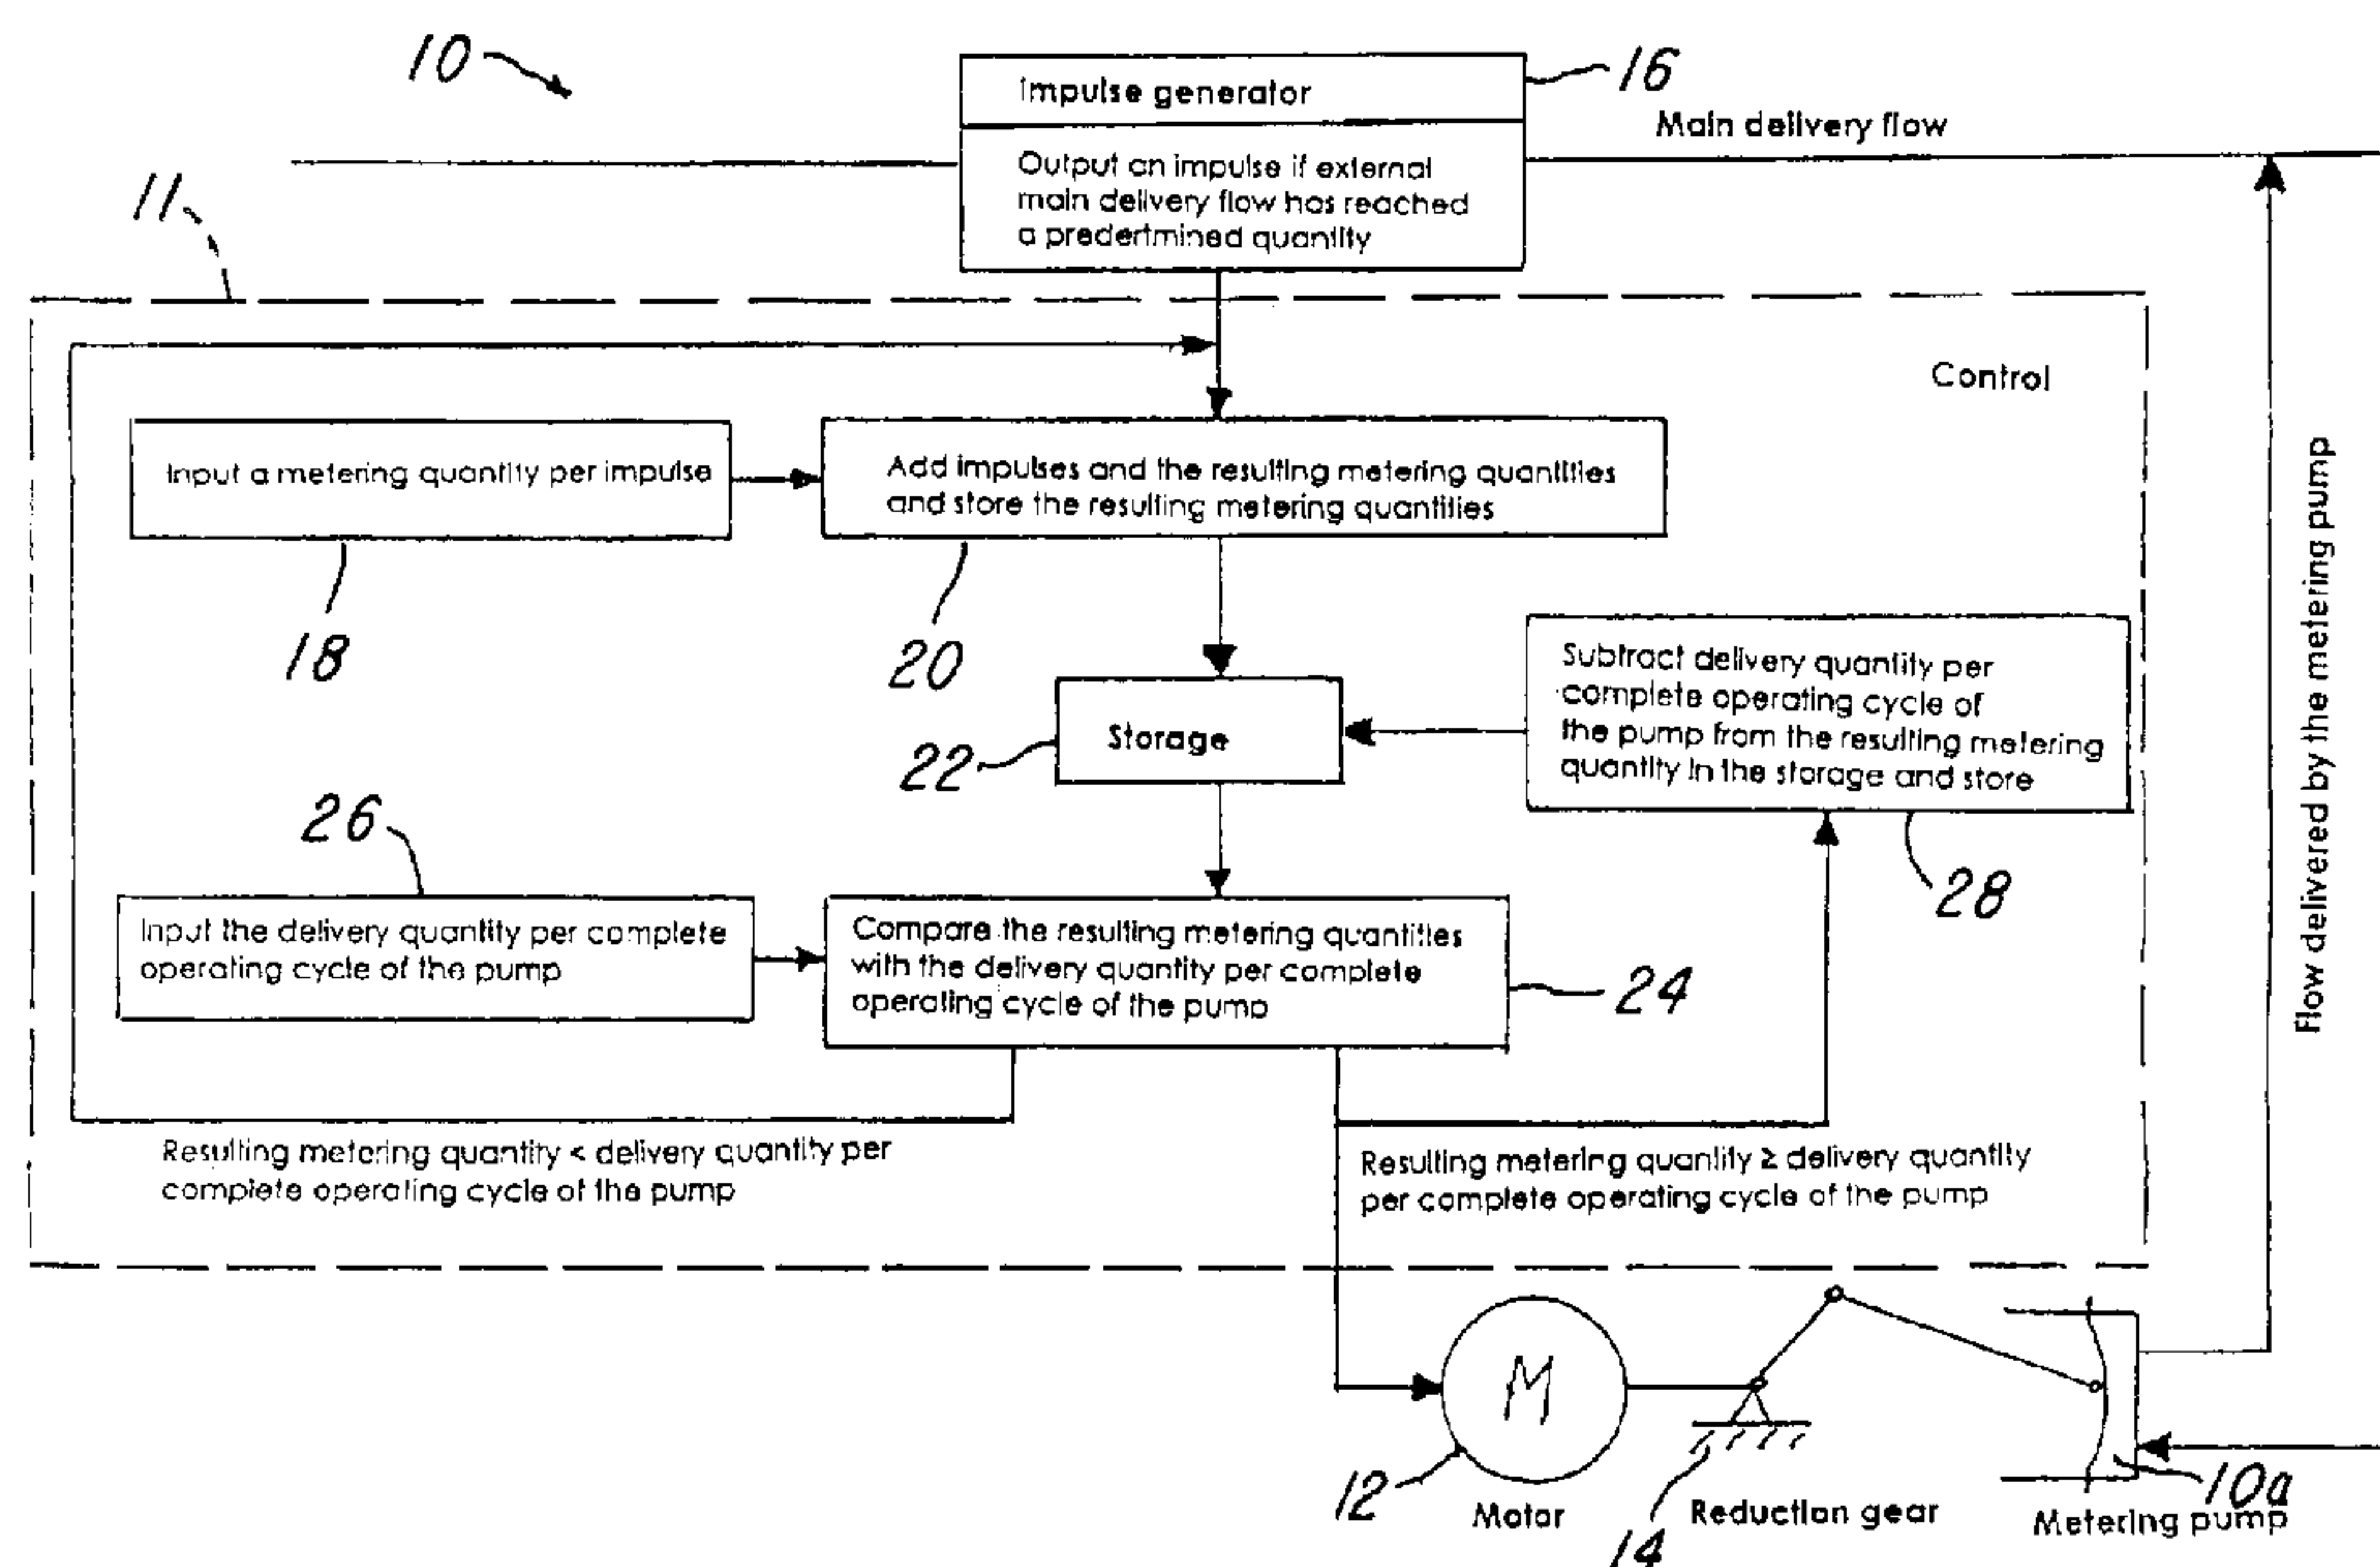 10
Impulse generator
16
Main delivery flow
Output an impulse if external
main delivery flow has reached
a predertmined quantity
11
Control
Input a metering quantity per impulse
Add impulses and the resulting metering quantities
and store the resulting metering quantities
18
20
Subtract delivery quantity per
complete operating cycle of
the pump from the resulting metering
quantity in the storage and store
Storage
22
28
Flow delivered by the metering pump
26
Input the delivery quantity per complete
operating cycle of the pump
Compare the resulting metering quantities
with the delivery quantity per complete
operating cycle of the pump
24
Resulting metering quantity < delivery quantity per
complete operating cycle of the pump
Resulting metering quantity ≥ delivery quantity
per complete operating cycle of the pump
M
12
Motor
14
Reduction gear
10a
Metering pump